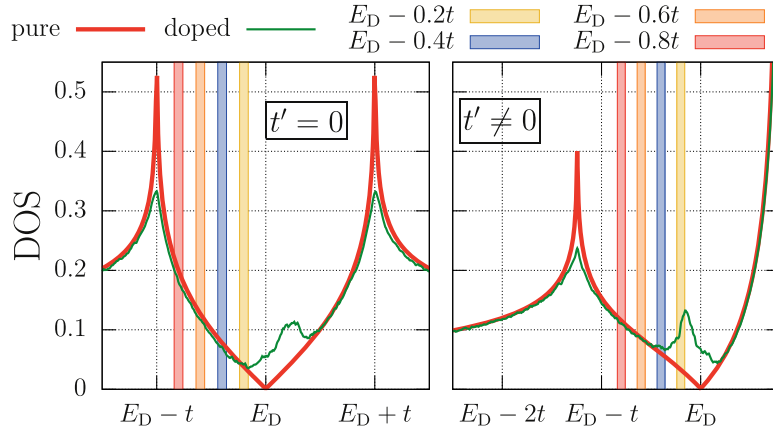 pure doped E_D − 0.2t E_D − 0.6t
E_D − 0.4t E_D − 0.8t
DOS
0.5
0.4
0.3
0.2
0.1
0
t′ = 0
t′ ≠ 0
E_D − t E_D E_D + t
E_D − 2t E_D − t E_D